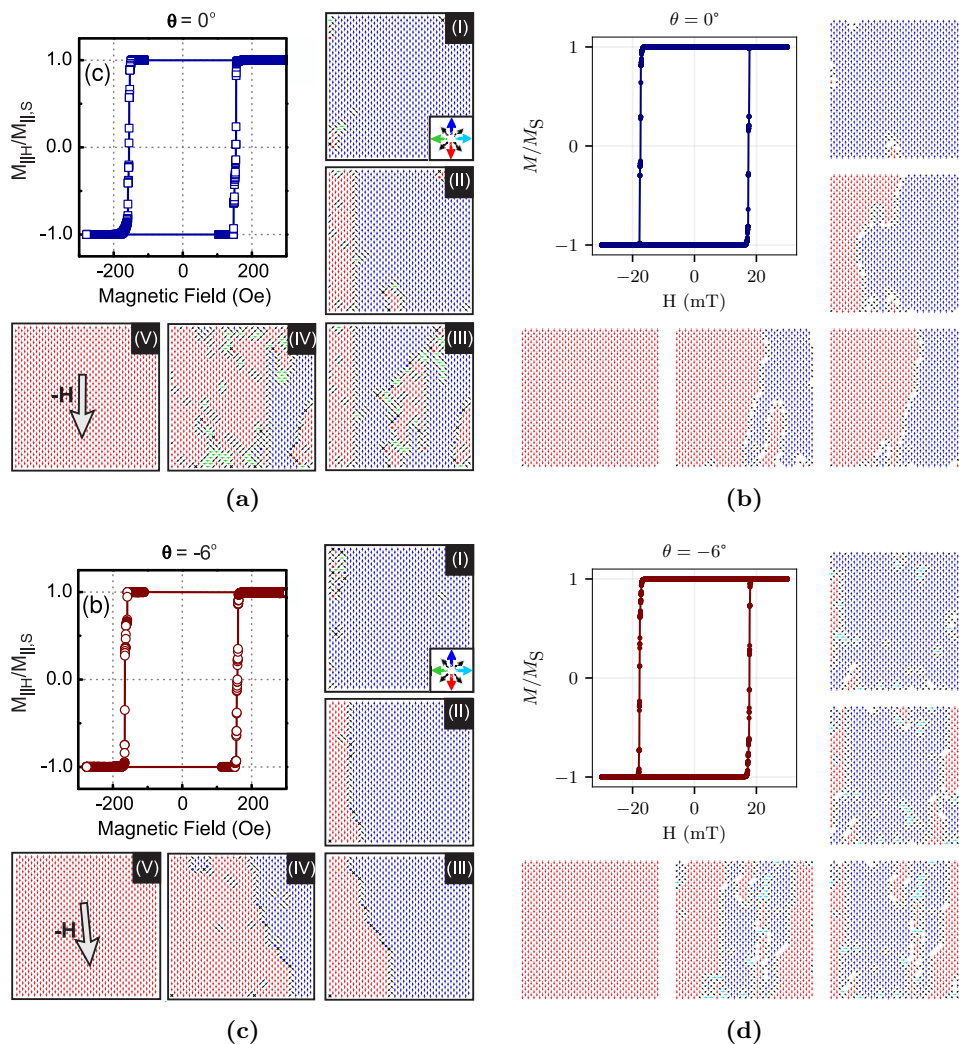 θ = 0°
(c)
M||H/M||,S
1.0
0.0
-1.0
-200
0
200
Magnetic Field (Oe)
(I)
(II)
(V)
-H
(IV)
(III)
(a)
θ = 0°
M/MS
1
0
−1
−20
0
20
H (mT)
(b)
θ = -6°
(b)
M||H/M||,S
1.0
0.0
-1.0
-200
0
200
Magnetic Field (Oe)
(I)
(II)
(V)
-H
(IV)
(III)
(c)
θ = −6°
M/MS
1
0
−1
−20
0
20
H (mT)
(d)